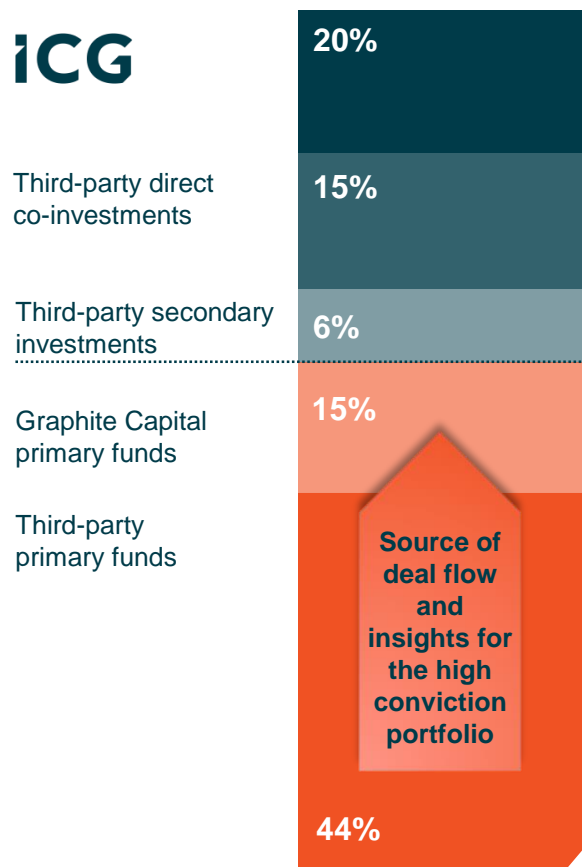 20%
ICG
Third-party direct
co-investments
15%
Third-party secondary
investments
6%
Graphite Capital
primary funds
15%
Third-party
primary funds
Source of
deal flow
and
insights for
the high
conviction
portfolio
44%